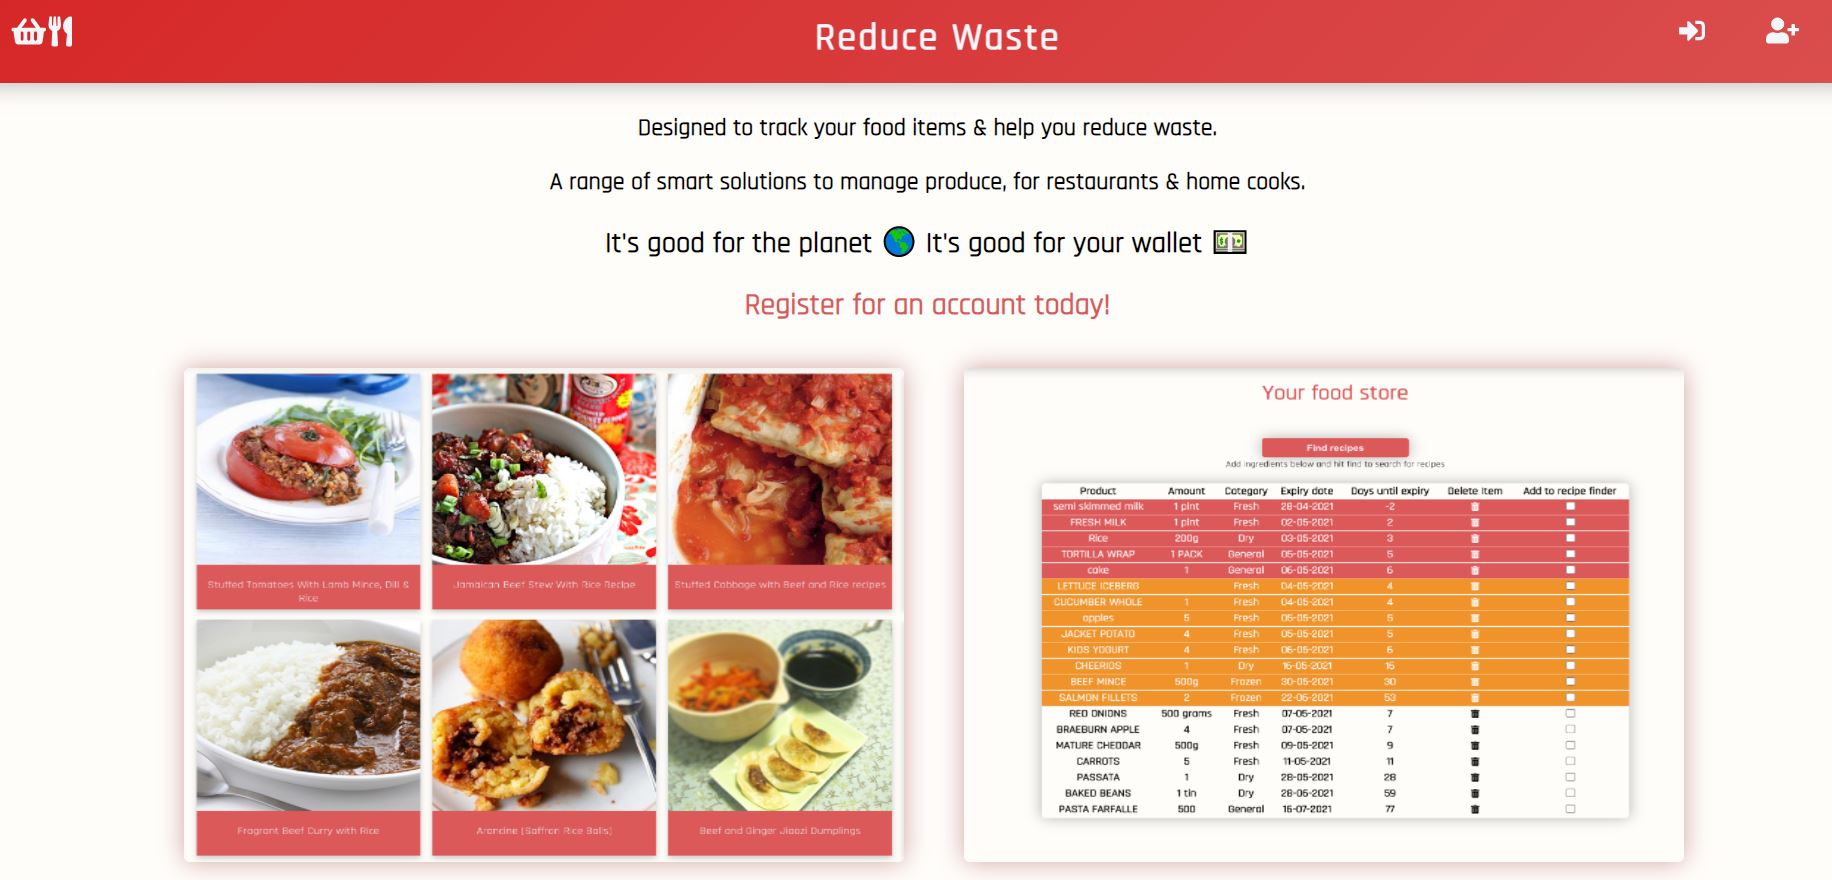 Reduce Waste
Designed to track your food items & help you reduce waste.
A range of smart solutions to manage produce, for restaurants & home cooks.
It's good for the planet 🌎 It's good for your wallet 💵
Register for an account today!
Stuffed Tomatoes With Lamb Mince, Dill &
Rice
Jamaican Beef Stew With Rice Recipe
Stuffed Cabbage with Beef and Rice recipes
Fragrant Beef Curry with Rice
Arancine (Saffron Rice Balls)
Beef and Ginger Jiaozi Dumplings
Your food store
Find recipes
Add ingredients below and hit find to search for recipes
Product Amount Category Expiry date Days until expiry Delete Item Add to recipe finder
semi skimmed milk 1 pint Fresh 28-04-2021 -2
FRESH MILK 1 pint Fresh 02-05-2021 2
Rice 200g Dry 03-05-2021 3
TORTILLA WRAP 1 PACK General 05-05-2021 5
cake 1 General 06-05-2021 6
LETTUCE ICEBERG Fresh 04-05-2021 4
CUCUMBER WHOLE 1 Fresh 04-05-2021 4
apples 5 Fresh 05-05-2021 5
JACKET POTATO 4 Fresh 05-05-2021 5
KIDS YOGURT 4 Fresh 06-05-2021 6
CHEERIOS 1 Dry 15-05-2021 15
BEEF MINCE 500g Frozen 30-05-2021 30
SALMON FILLETS 2 Frozen 22-06-2021 53
RED ONIONS 500 grams Fresh 07-05-2021 7
BRAEBURN APPLE 4 Fresh 07-05-2021 7
MATURE CHEDDAR 500g Fresh 09-05-2021 9
CARROTS 5 Fresh 11-05-2021 11
PASSATA 1 Dry 28-05-2021 28
BAKED BEANS 1 tin Dry 28-06-2021 59
PASTA FARFALLE 500 General 16-07-2021 77